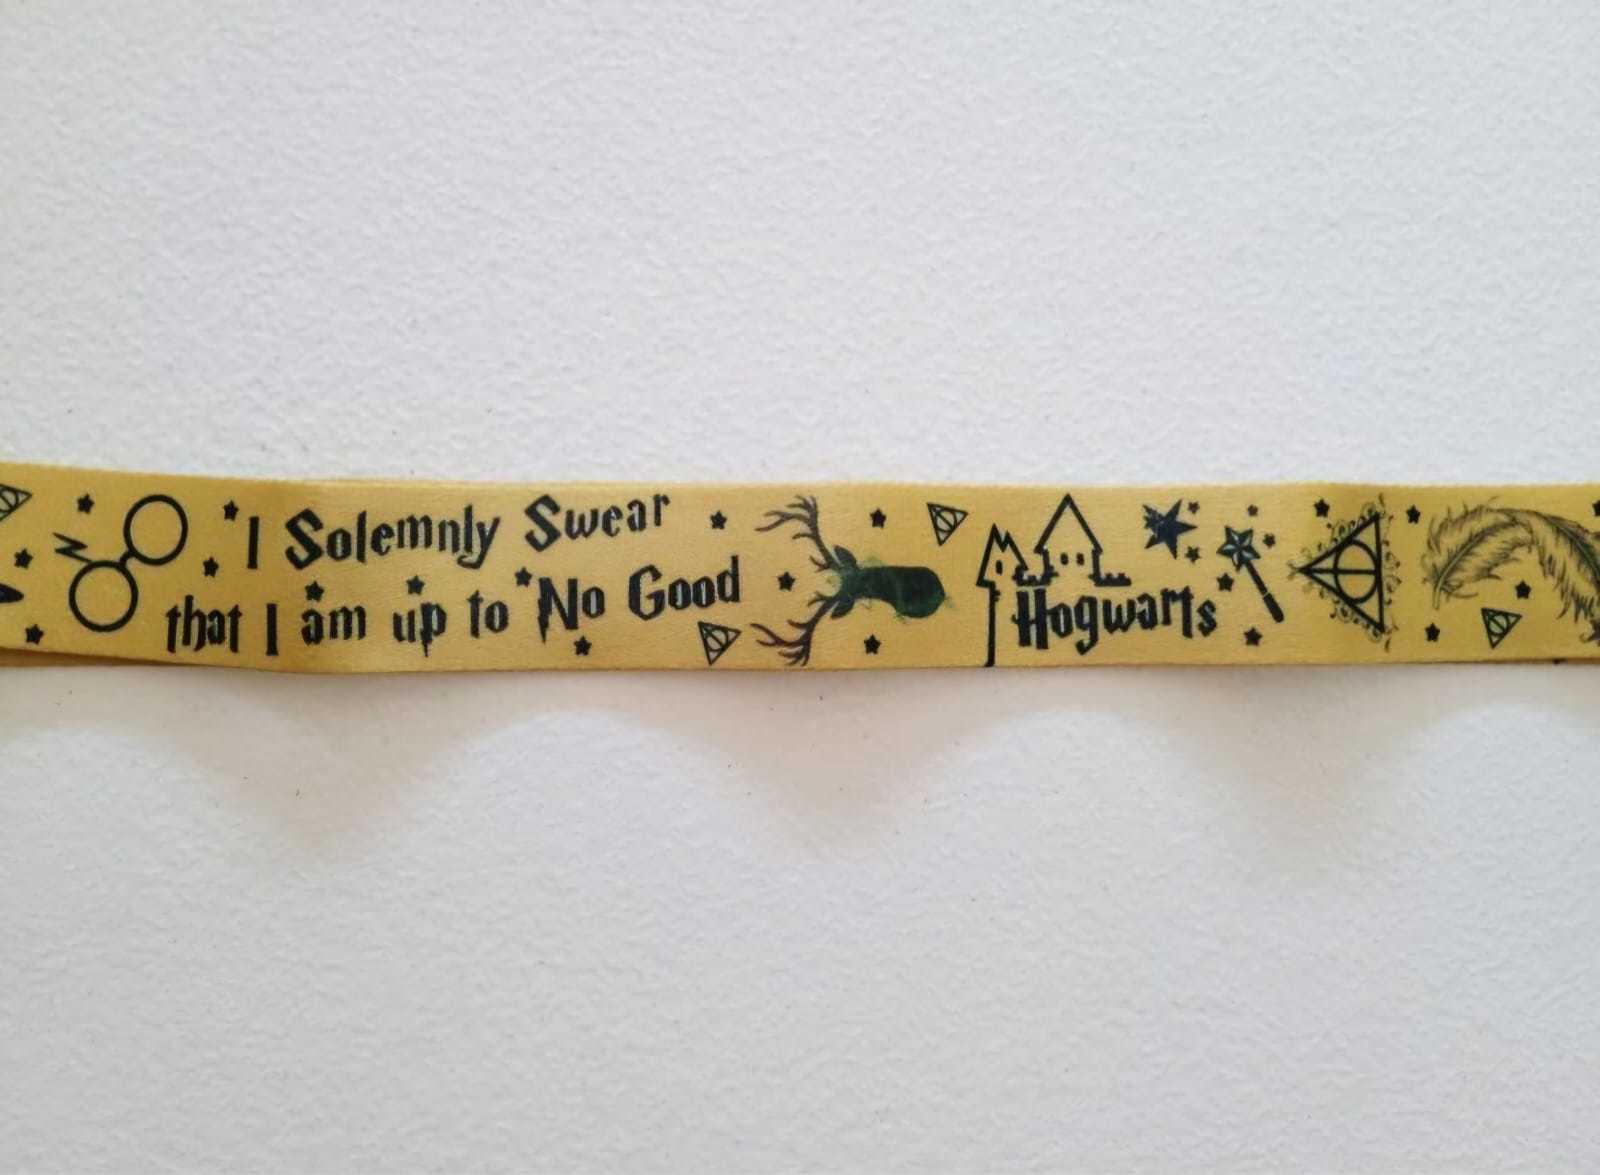 I Solemnly Swear
that I am up to No Good
Hogwarts